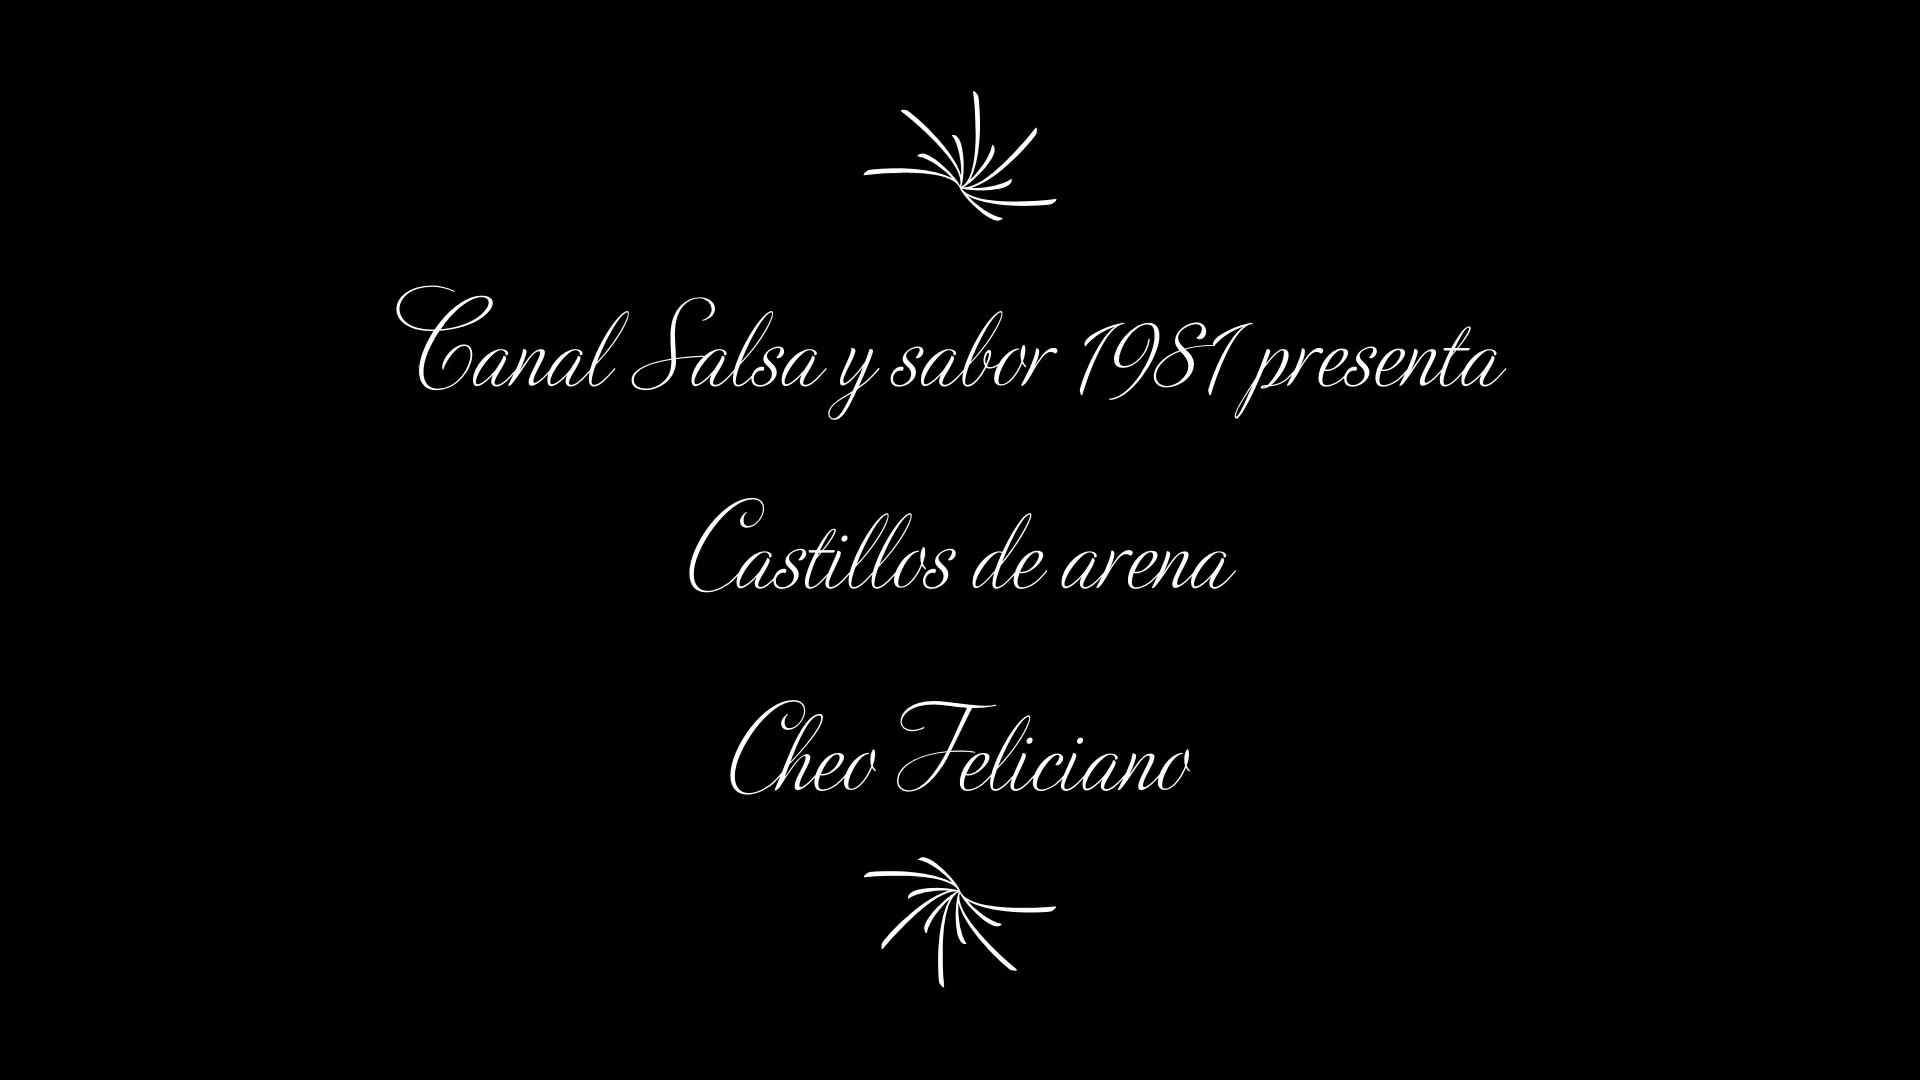 Canal Salsa y sabor 1981 presenta
Castillos de arena
Cheo Feliciano